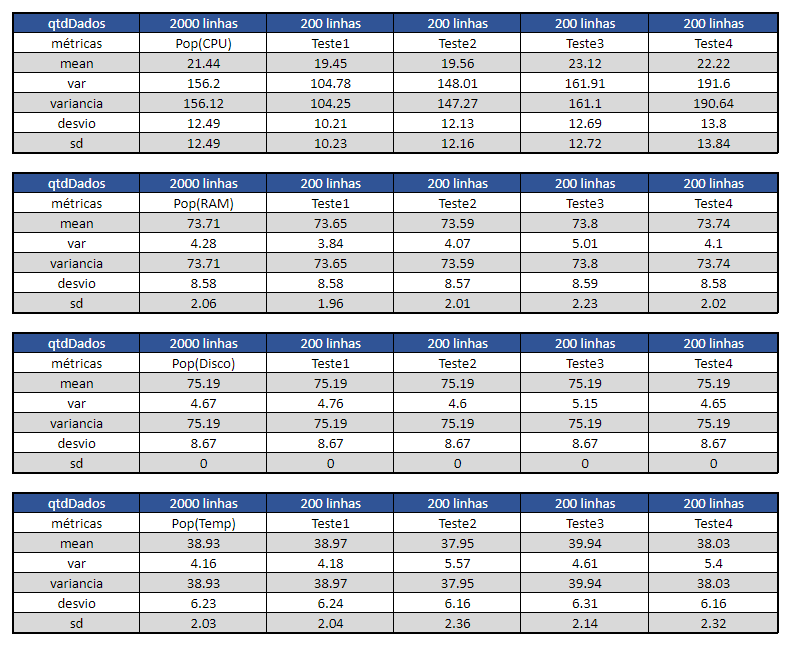 qtdDados 2000 linhas 200 linhas 200 linhas 200 linhas 200 linhas
métricas Pop(CPU) Teste1 Teste2 Teste3 Teste4
mean 21.44 19.45 19.56 23.12 22.22
var 156.2 104.78 148.01 161.91 191.6
variancia 156.12 104.25 147.27 161.1 190.64
desvio 12.49 10.21 12.13 12.69 13.8
sd 12.49 10.23 12.16 12.72 13.84
qtdDados 2000 linhas 200 linhas 200 linhas 200 linhas 200 linhas
métricas Pop(RAM) Teste1 Teste2 Teste3 Teste4
mean 73.71 73.65 73.59 73.8 73.74
var 4.28 3.84 4.07 5.01 4.1
variancia 73.71 73.65 73.59 73.8 73.74
desvio 8.58 8.58 8.57 8.59 8.58
sd 2.06 1.96 2.01 2.23 2.02
qtdDados 2000 linhas 200 linhas 200 linhas 200 linhas 200 linhas
métricas Pop(Disco) Teste1 Teste2 Teste3 Teste4
mean 75.19 75.19 75.19 75.19 75.19
var 4.67 4.76 4.6 5.15 4.65
variancia 75.19 75.19 75.19 75.19 75.19
desvio 8.67 8.67 8.67 8.67 8.67
sd 0 0 0 0 0
qtdDados 2000 linhas 200 linhas 200 linhas 200 linhas 200 linhas
métricas Pop(Temp) Teste1 Teste2 Teste3 Teste4
mean 38.93 38.97 37.95 39.94 38.03
var 4.16 4.18 5.57 4.61 5.4
variancia 38.93 38.97 37.95 39.94 38.03
desvio 6.23 6.24 6.16 6.31 6.16
sd 2.03 2.04 2.36 2.14 2.32